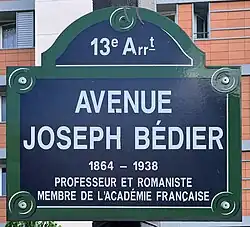 13e Arrt
AVENUE
JOSEPH BÉDIER
1864 – 1938
PROFESSEUR ET ROMANISTE
MEMBRE DE L'ACADÉMIE FRANÇAISE